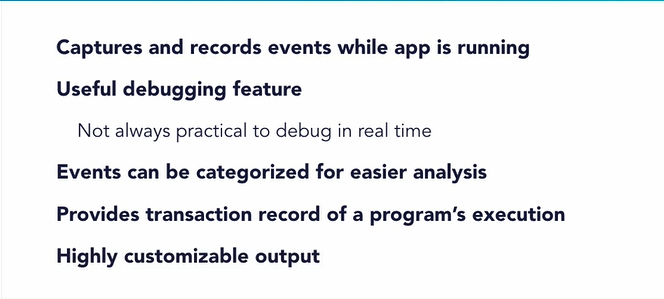 Captures and records events while app is running
Useful debugging feature
Not always practical to debug in real time
Events can be categorized for easier analysis
Provides transaction record of a program’s execution
Highly customizable output